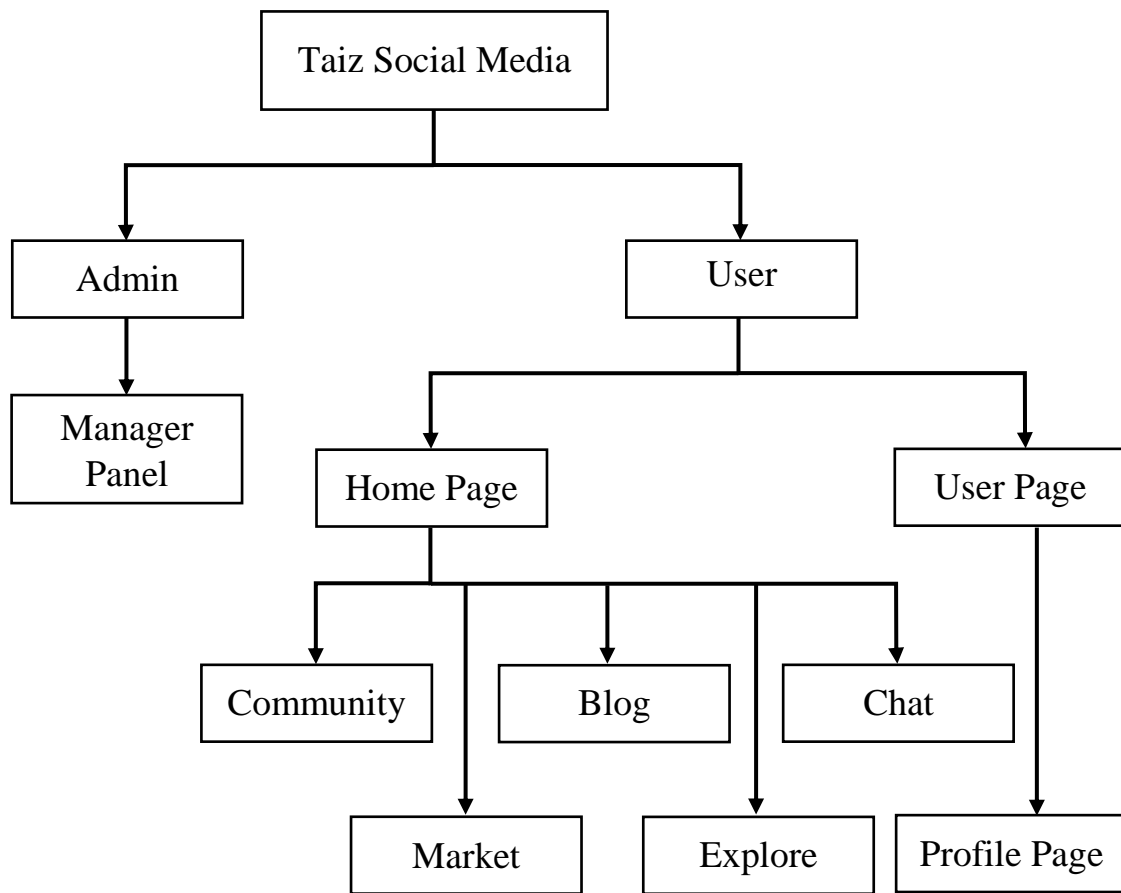 Taiz Social Media
Admin
User
Manager
Panel
Home Page
User Page
Community
Blog
Chat
Market
Explore
Profile Page